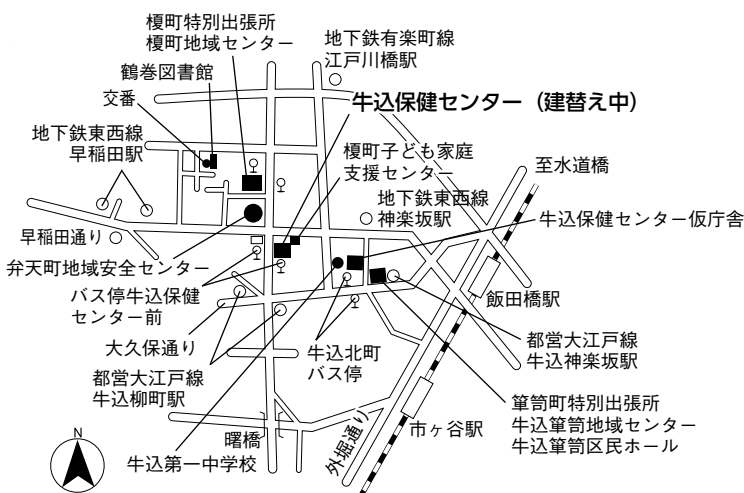 榎町特別出張所
榎町地域センター
鶴巻図書館
交番
地下鉄東西線
早稲田駅
地下鉄有楽町線
江戸川橋駅
牛込保健センター（建替え中）
榎町子ども家庭
支援センター
至水道橋
地下鉄東西線
神楽坂駅
牛込保健センター仮庁舎
早稲田通り
弁天町地域安全センター
バス停牛込保健
センター前
飯田橋駅
大久保通り
牛込北町
バス停
都営大江戸線
牛込神楽坂駅
都営大江戸線
牛込柳町駅
箪笥町特別出張所
牛込箪笥地域センター
牛込箪笥区民ホール
市ヶ谷駅
外堀通り
曙橋
牛込第一中学校
N